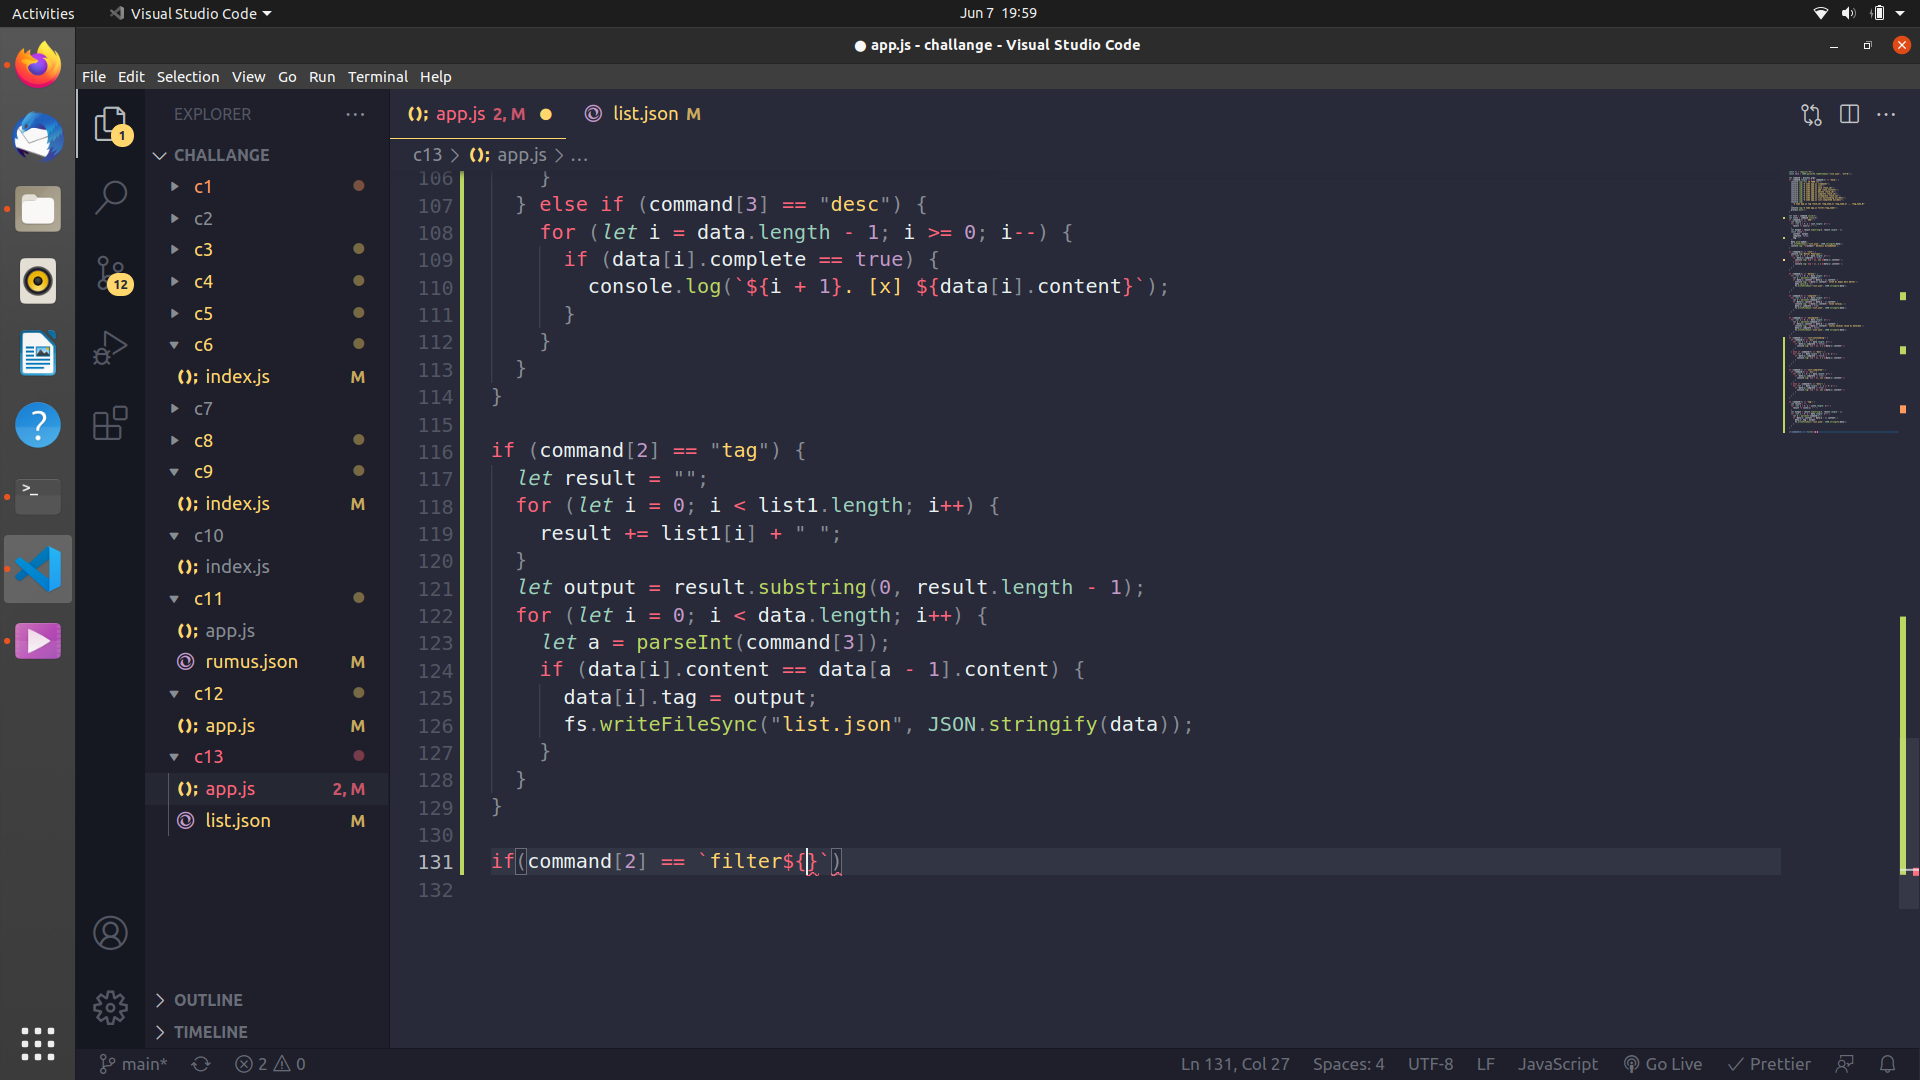 Activities
Visual Studio Code
Jun 7 19:59
● app.js - challange - Visual Studio Code
File Edit Selection View Go Run Terminal Help
EXPLORER
1
12
CHALLANGE
c1
c2
c3
c4
c5
c6
index.js M
c7
c8
c9
index.js M
c10
index.js
c11
app.js
rumus.json M
c12
app.js M
c13
app.js 2, M
list.json M
OUTLINE
TIMELINE
app.js 2, M
list.json M
c13 > app.js > ...
106 }
107 } else if (command[3] == "desc") {
108 for (let i = data.length - 1; i >= 0; i--) {
109 if (data[i].complete == true) {
110 console.log(`${i + 1}. [x] ${data[i].content}`);
111 }
112 }
113 }
114 }
115
116 if (command[2] == "tag") {
117 let result = "";
118 for (let i = 0; i < list1.length; i++) {
119 result += list1[i] + " ";
120 }
121 let output = result.substring(0, result.length - 1);
122 for (let i = 0; i < data.length; i++) {
123 let a = parseInt(command[3]);
124 if (data[i].content == data[a - 1].content) {
125 data[i].tag = output;
126 fs.writeFileSync("list.json", JSON.stringify(data));
127 }
128 }
129 }
130
131 if(command[2] == `filter${}`)
132
main* 2 0
Ln 131, Col 27 Spaces: 4 UTF-8 LF JavaScript Go Live Prettier